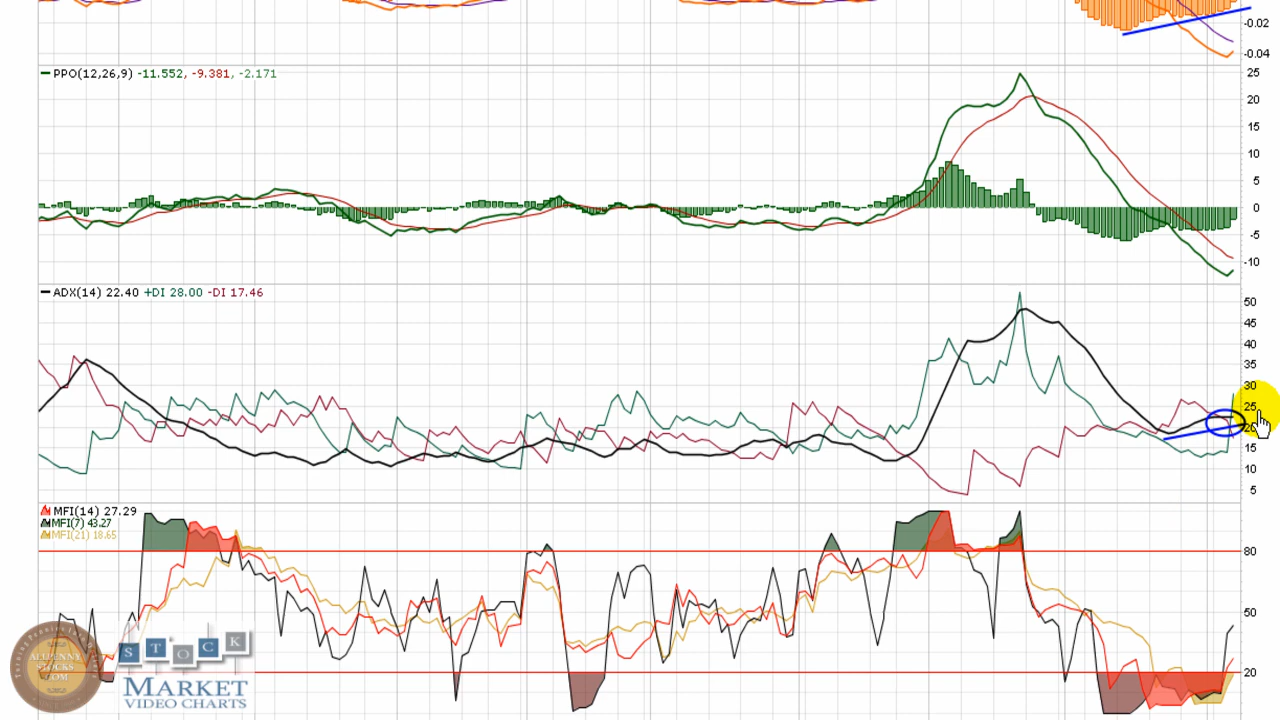 -0.02
-0.04
PPO(12,26,9) -11.552, -9.381, -2.171
25
20
15
10
5
0
-5
-10
ADX(14) 22.40 +DI 28.00 -DI 17.46
50
45
40
35
30
25
20
15
10
5
MFI(14) 27.29
MFI(7) 43.27
MFI(21) 18.65
80
50
20
ALLPENNY
STOCKS
.COM
STOCK
MARKET
VIDEO CHARTS